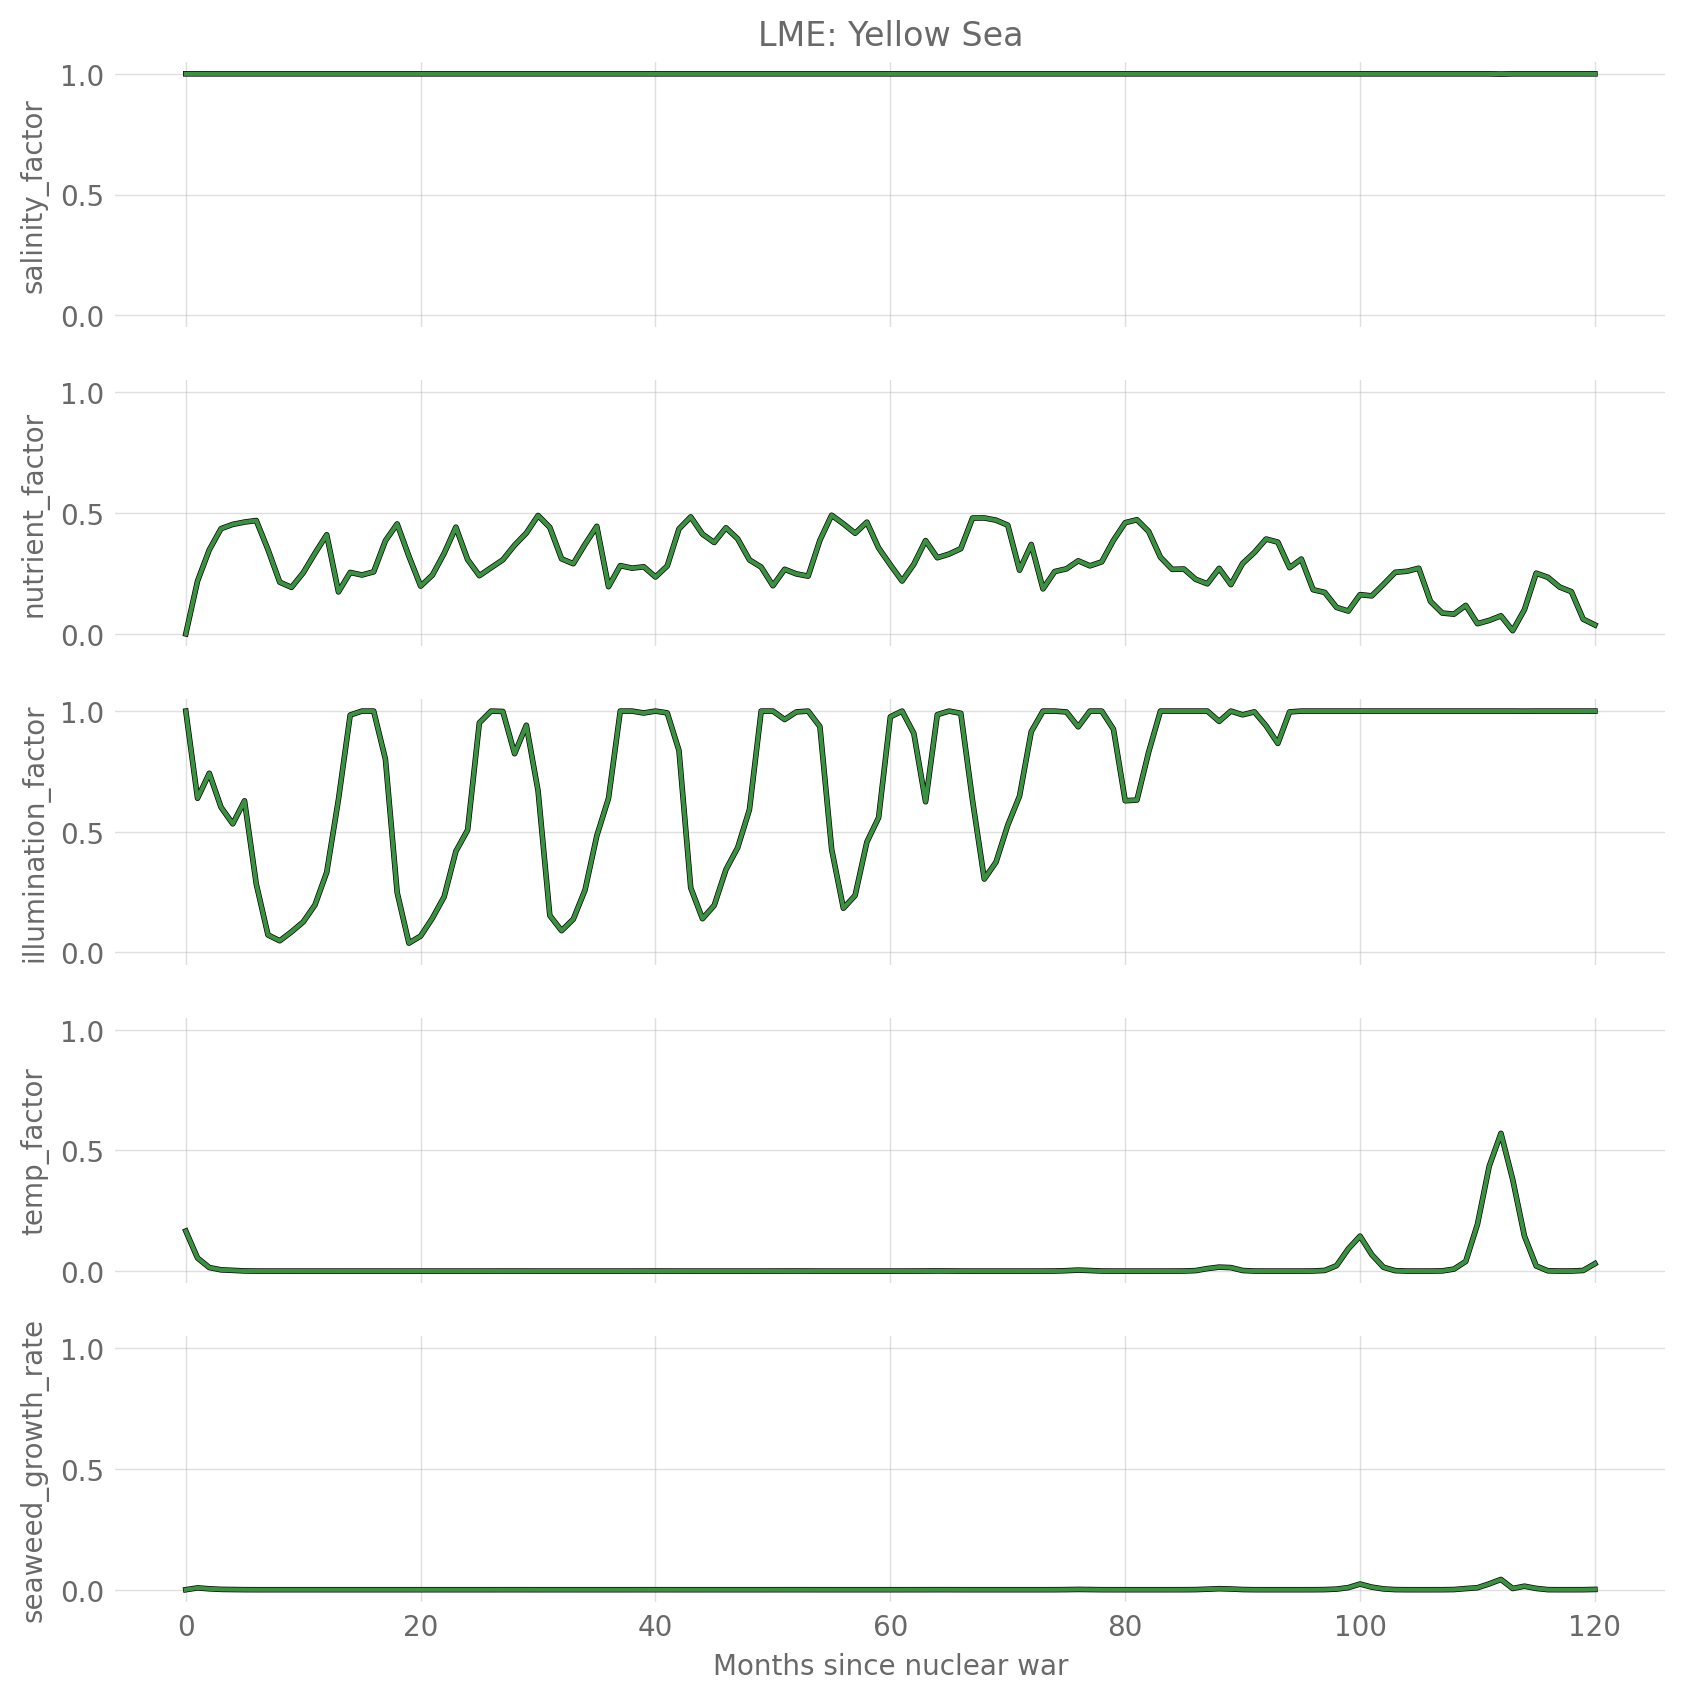 LME: Yellow Sea
1.0
0.5
0.0
salinity_factor
1.0
0.5
0.0
nutrient_factor
1.0
0.5
0.0
illumination_factor
1.0
0.5
0.0
temp_factor
1.0
0.5
0.0
seaweed_growth_rate
0 20 40 60 80 100 120
Months since nuclear war